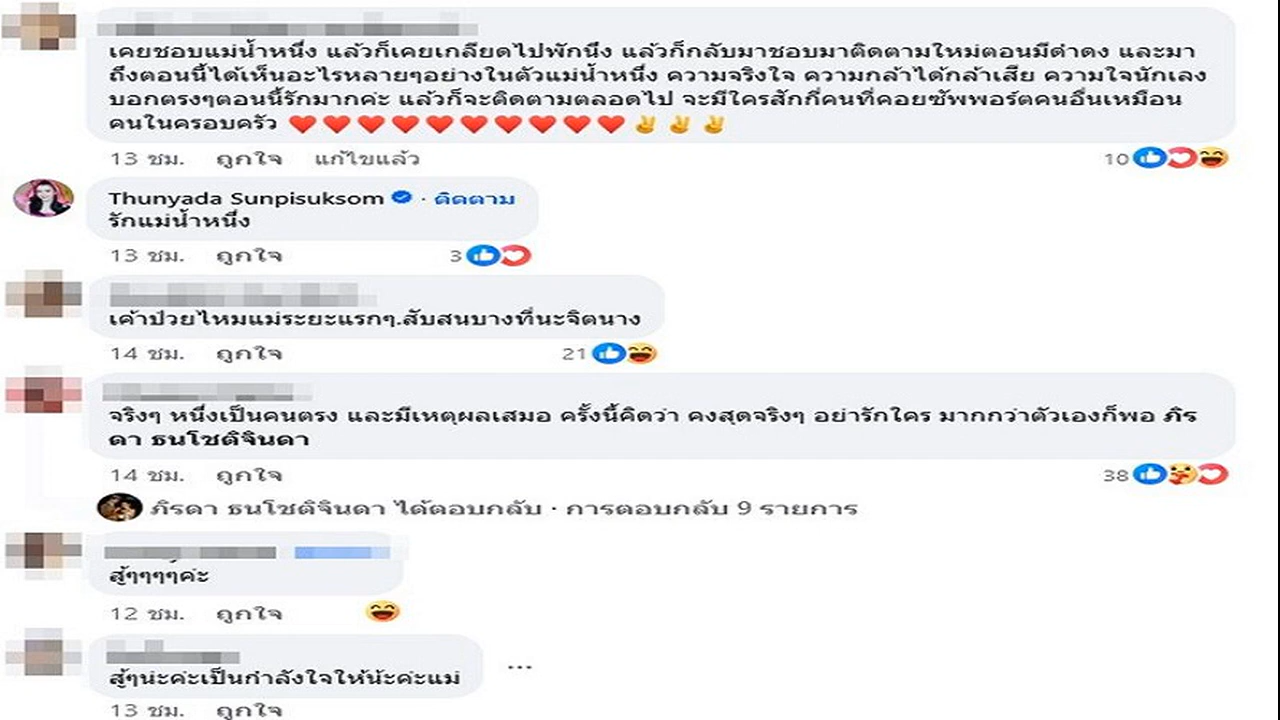 เคยชอบแม่น้ำหนึ่ง แล้วก็เคยเกลียดไปพักนึง แล้วก็กลับมาชอบมาติดตามใหม่ตอนมีดำดง และมา
ถึงตอนนี้ได้เห็นอะไรหลายๆอย่างในตัวแม่น้ำหนึ่ง ความจริงใจ ความกล้าได้กล้าเสีย ความใจนักเลง
บอกตรงๆตอนนี้รักมากค่ะ แล้วก็จะติดตามตลอดไป จะมีใครสักกี่คนที่คอยซัพพอร์ตคนอื่นเหมือน
คนในครอบครัว ❤️❤️❤️❤️❤️❤️❤️❤️❤️❤️✌️✌️✌️
13 ชม. ถูกใจ แก้ไขแล้ว 10
Thunyada Sunpisuksom · ติดตาม
รักแม่น้ำหนึ่ง
13 ชม. ถูกใจ 3
เค้าป่วยไหมแม่ระยะแรกๆ.สับสนบางที่นะจิตนาง
14 ชม. ถูกใจ 21
จริงๆ หนึ่งเป็นคนตรง และมีเหตุผลเสมอ ครั้งนี้คิดว่า คงสุดจริงๆ อย่ารักใคร มากกว่าตัวเองก็พอ ภิร
ดา ธนโชติจินดา
14 ชม. ถูกใจ 38
ภิรดา ธนโชติจินดา ได้ตอบกลับ · การตอบกลับ 9 รายการ
สู้ๆๆๆๆค่ะ
12 ชม. ถูกใจ
สู้ๆน่ะค่ะเป็นกำลังใจให้น้ะค่ะแม่ ...
13 ชม. ถูกใจ